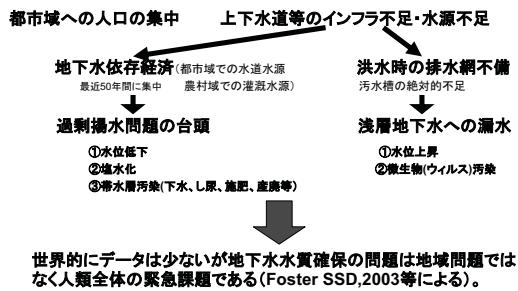 都市域への人口の集中　上下水道等のインフラ不足・水源不足
地下水依存経済(都市域での水道水源
最近50年間に集中　農村域での灌漑水源)
洪水時の排水網不備
汚水槽の絶対的不足
過剰揚水問題の台頭
①水位低下
②塩水化
③帯水層汚染(下水、し尿、施肥、産廃等)
浅層地下水への漏水
①水位上昇
②微生物(ウィルス)汚染
世界的にデータは少ないが地下水水質確保の問題は地域問題では
なく人類全体の緊急課題である(Foster SSD,2003等による)。